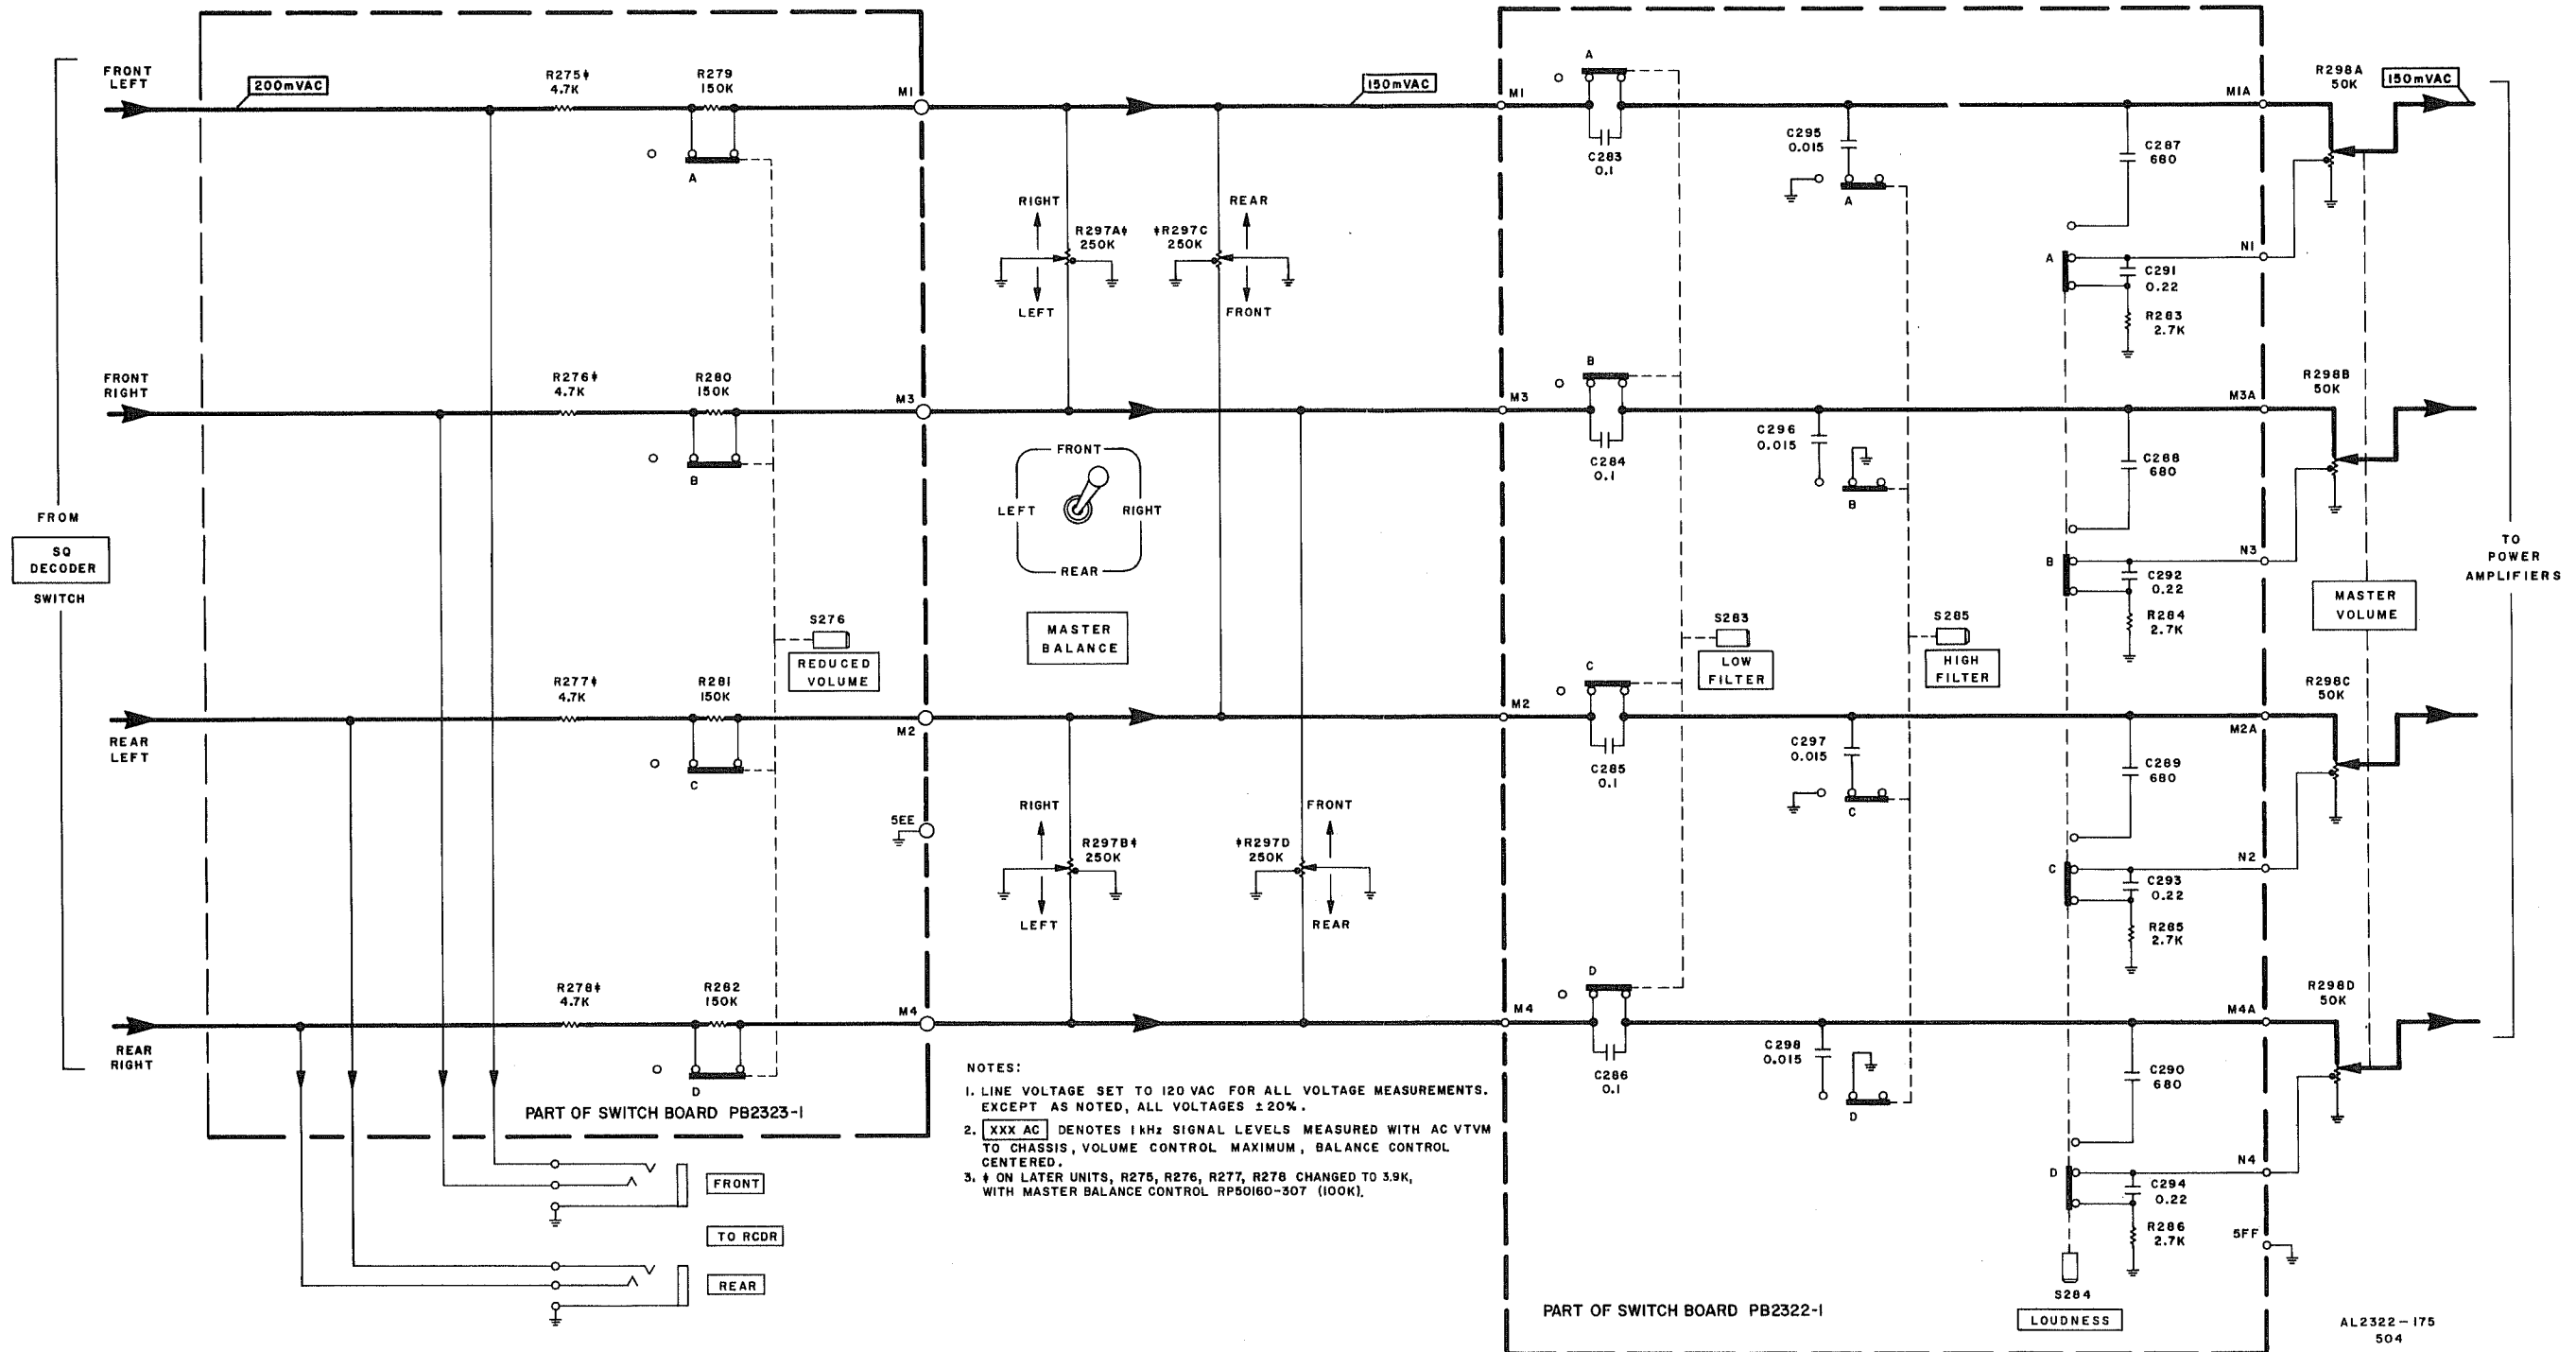 FRONT
LEFT
200mVAC
R275‡
4.7K
R279
150K
A
M1
150mVAC
M1
A
C283
0.1
C295
0.015
A
C287
680
M1A
R298A
50K
150mVAC
RIGHT
R297A‡
250K
LEFT
REAR
‡R297C
250K
FRONT
A
N1
C291
0.22
R283
2.7K
FRONT
RIGHT
R276‡
4.7K
R280
150K
B
M3
M3
B
C284
0.1
C296
0.015
B
C288
680
M3A
R298B
50K
FRONT
LEFT
RIGHT
REAR
MASTER
BALANCE
B
N3
C292
0.22
R284
2.7K
FROM
SQ
DECODER
SWITCH
S276
REDUCED
VOLUME
S283
LOW
FILTER
S285
HIGH
FILTER
MASTER
VOLUME
TO
POWER
AMPLIFIERS
REAR
LEFT
R277‡
4.7K
R281
150K
C
M2
5EE
M2
C
C285
0.1
C297
0.015
C
C289
680
M2A
R298C
50K
RIGHT
R297B‡
250K
LEFT
FRONT
‡R297D
250K
REAR
C
N2
C293
0.22
R285
2.7K
REAR
RIGHT
R278‡
4.7K
R282
150K
D
M4
M4
D
C286
0.1
C298
0.015
D
C290
680
M4A
R298D
50K
D
N4
C294
0.22
R286
2.7K
5FF
PART OF SWITCH BOARD PB2323-1
NOTES:
1. LINE VOLTAGE SET TO 120 VAC FOR ALL VOLTAGE MEASUREMENTS.
EXCEPT AS NOTED, ALL VOLTAGES ±20%.
2. XXX AC DENOTES 1kHz SIGNAL LEVELS MEASURED WITH AC VTVM
TO CHASSIS, VOLUME CONTROL MAXIMUM, BALANCE CONTROL
CENTERED.
3. ‡ ON LATER UNITS, R275, R276, R277, R278 CHANGED TO 3.9K,
WITH MASTER BALANCE CONTROL RP50160-307 (100K).
FRONT
TO RCDR
REAR
PART OF SWITCH BOARD PB2322-1
S284
LOUDNESS
AL2322-175
504